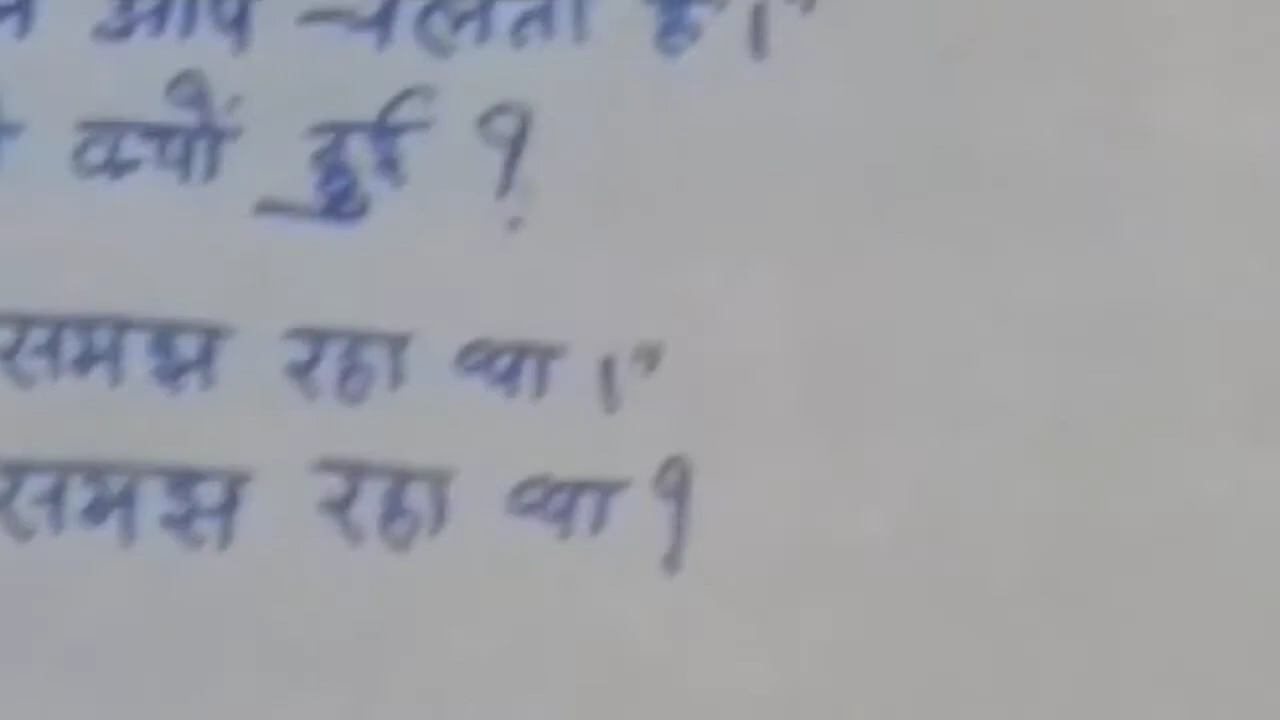 आप चलता है।"
क्यों हुई ?
समझ रहा था ।"
समझ रहा था ?